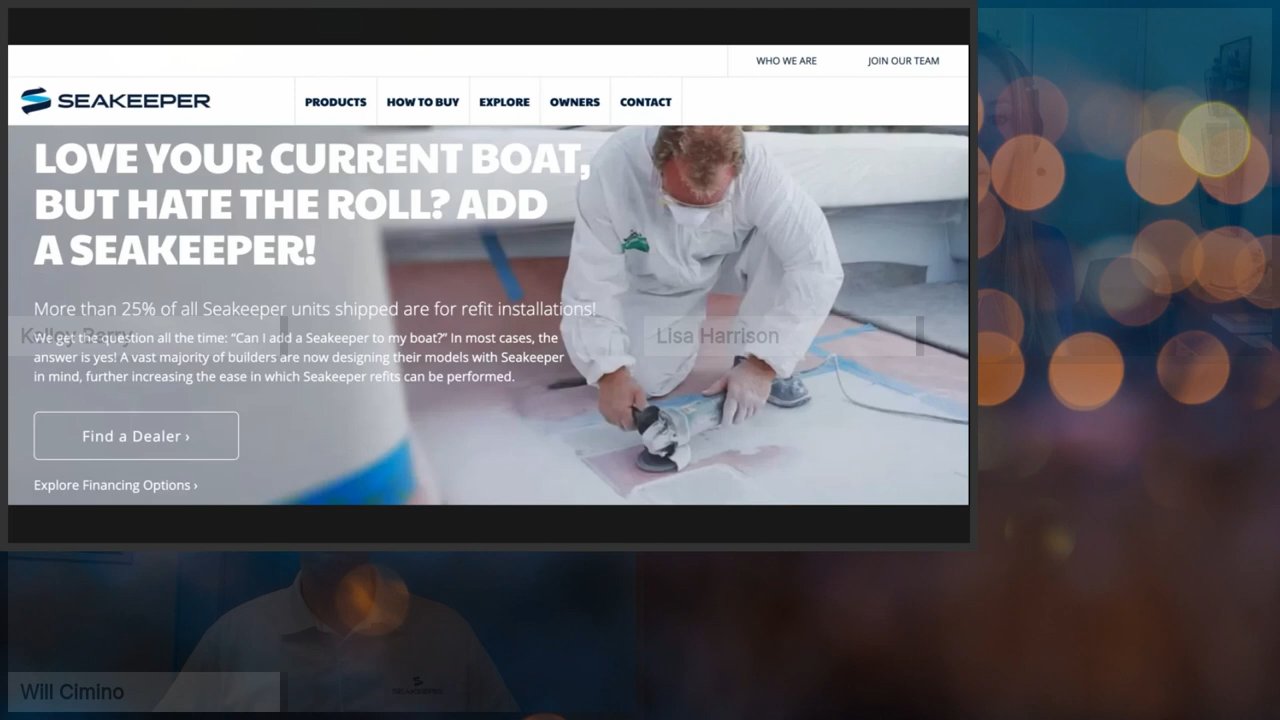 WHO WE ARE
JOIN OUR TEAM
SEAKEEPER
PRODUCTS
HOW TO BUY
EXPLORE
OWNERS
CONTACT
LOVE YOUR CURRENT BOAT,
BUT HATE THE ROLL? ADD
A SEAKEEPER!
More than 25% of all Seakeeper units shipped are for refit installations!
We get the question all the time: “Can I add a Seakeeper to my boat?” In most cases, the
answer is yes! A vast majority of builders are now designing their models with Seakeeper
in mind, further increasing the ease in which Seakeeper refits can be performed.
Lisa Harrison
Find a Dealer ›
Explore Financing Options ›
Will Cimino
SEAKEEPER